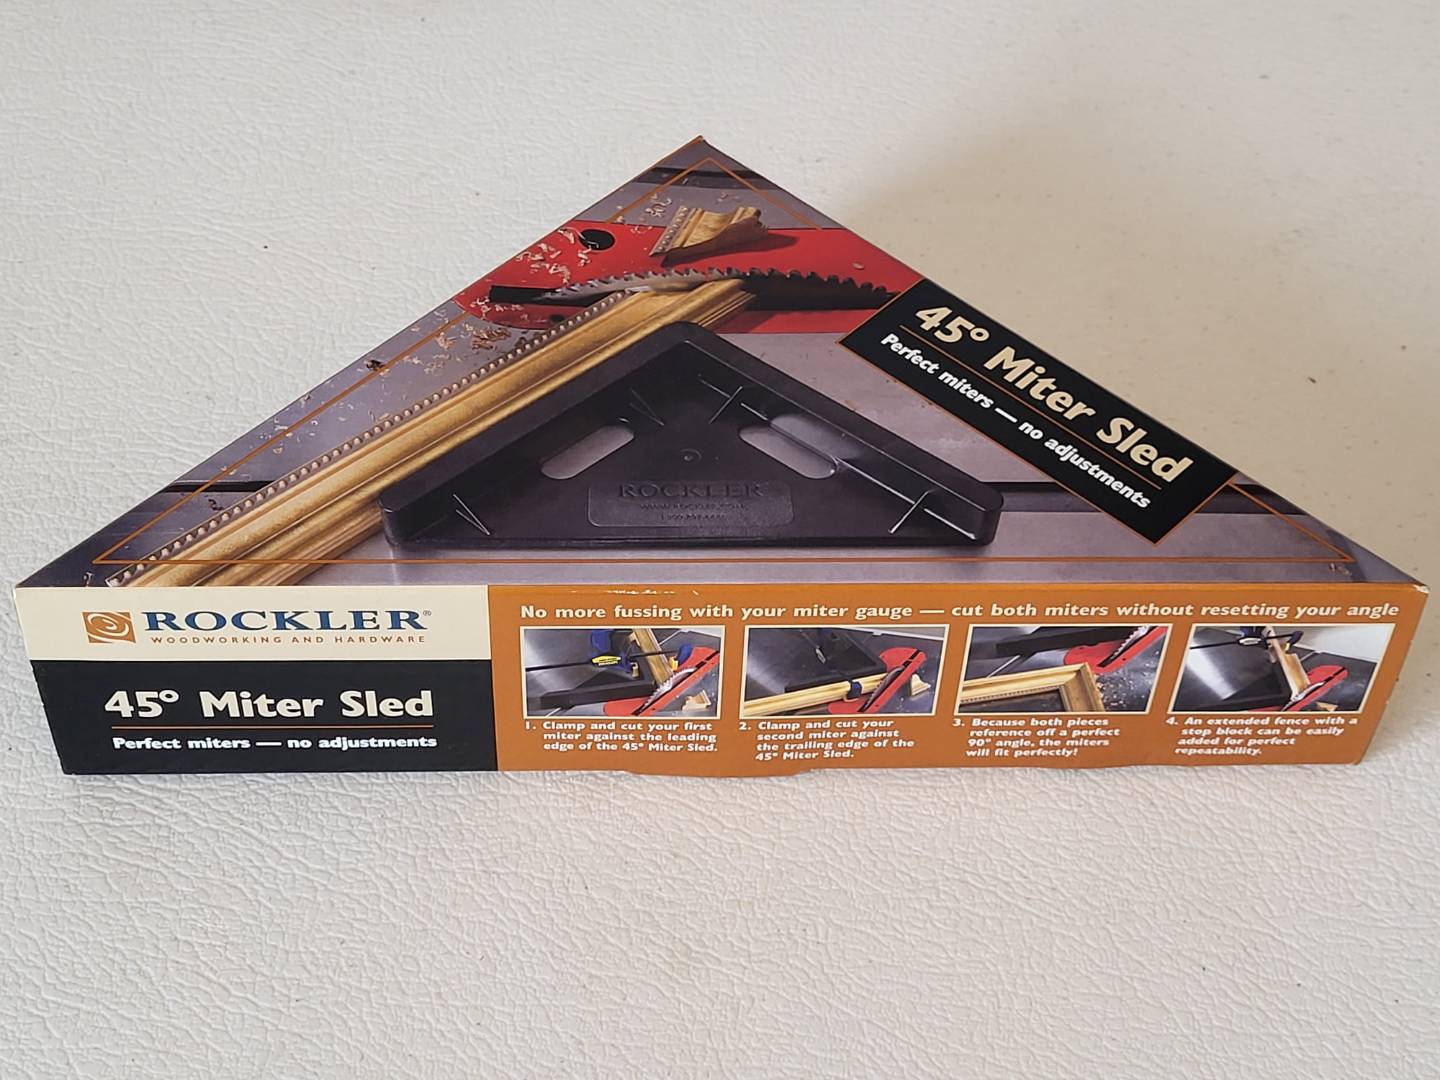 45° Miter Sled
Perfect miters — no adjustments
ROCKLER
ROCKLER®
WOODWORKING AND HARDWARE
45° Miter Sled
Perfect miters — no adjustments
No more fussing with your miter gauge — cut both miters without resetting your angle
1. Clamp and cut your first
miter against the leading
edge of the 45° Miter Sled.
2. Clamp and cut your
second miter against
the trailing edge of the
45° Miter Sled.
3. Because both pieces
reference off a perfect
90° angle, the miters
will fit perfectly!
4. An extended fence with a
stop block can be easily
added for perfect
repeatability.